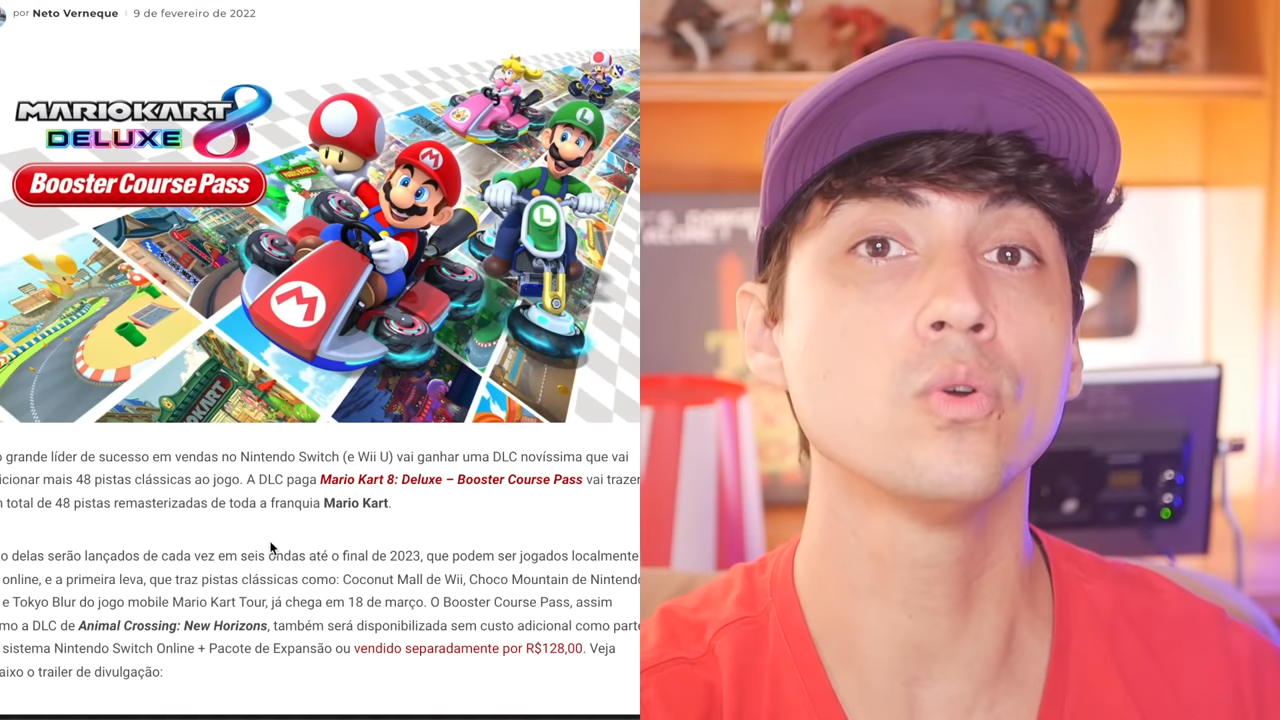 por Neto Verneque 9 de fevereiro de 2022
MARIOKART 8
DELUXE
Booster Course Pass
grande líder de sucesso em vendas no Nintendo Switch (e Wii U) vai ganhar uma DLC novíssima que vai
icionar mais 48 pistas clássicas ao jogo. A DLC paga Mario Kart 8: Deluxe – Booster Course Pass vai trazer
total de 48 pistas remasterizadas de toda a franquia Mario Kart.
o delas serão lançados de cada vez em seis ondas até o final de 2023, que podem ser jogados localmente
online, e a primeira leva, que traz pistas clássicas como: Coconut Mall de Wii, Choco Mountain de Nintendo
e Tokyo Blur do jogo mobile Mario Kart Tour, já chega em 18 de março. O Booster Course Pass, assim
mo a DLC de Animal Crossing: New Horizons, também será disponibilizada sem custo adicional como parte
sistema Nintendo Switch Online + Pacote de Expansão ou vendido separadamente por R$128,00. Veja
aixo o trailer de divulgação: